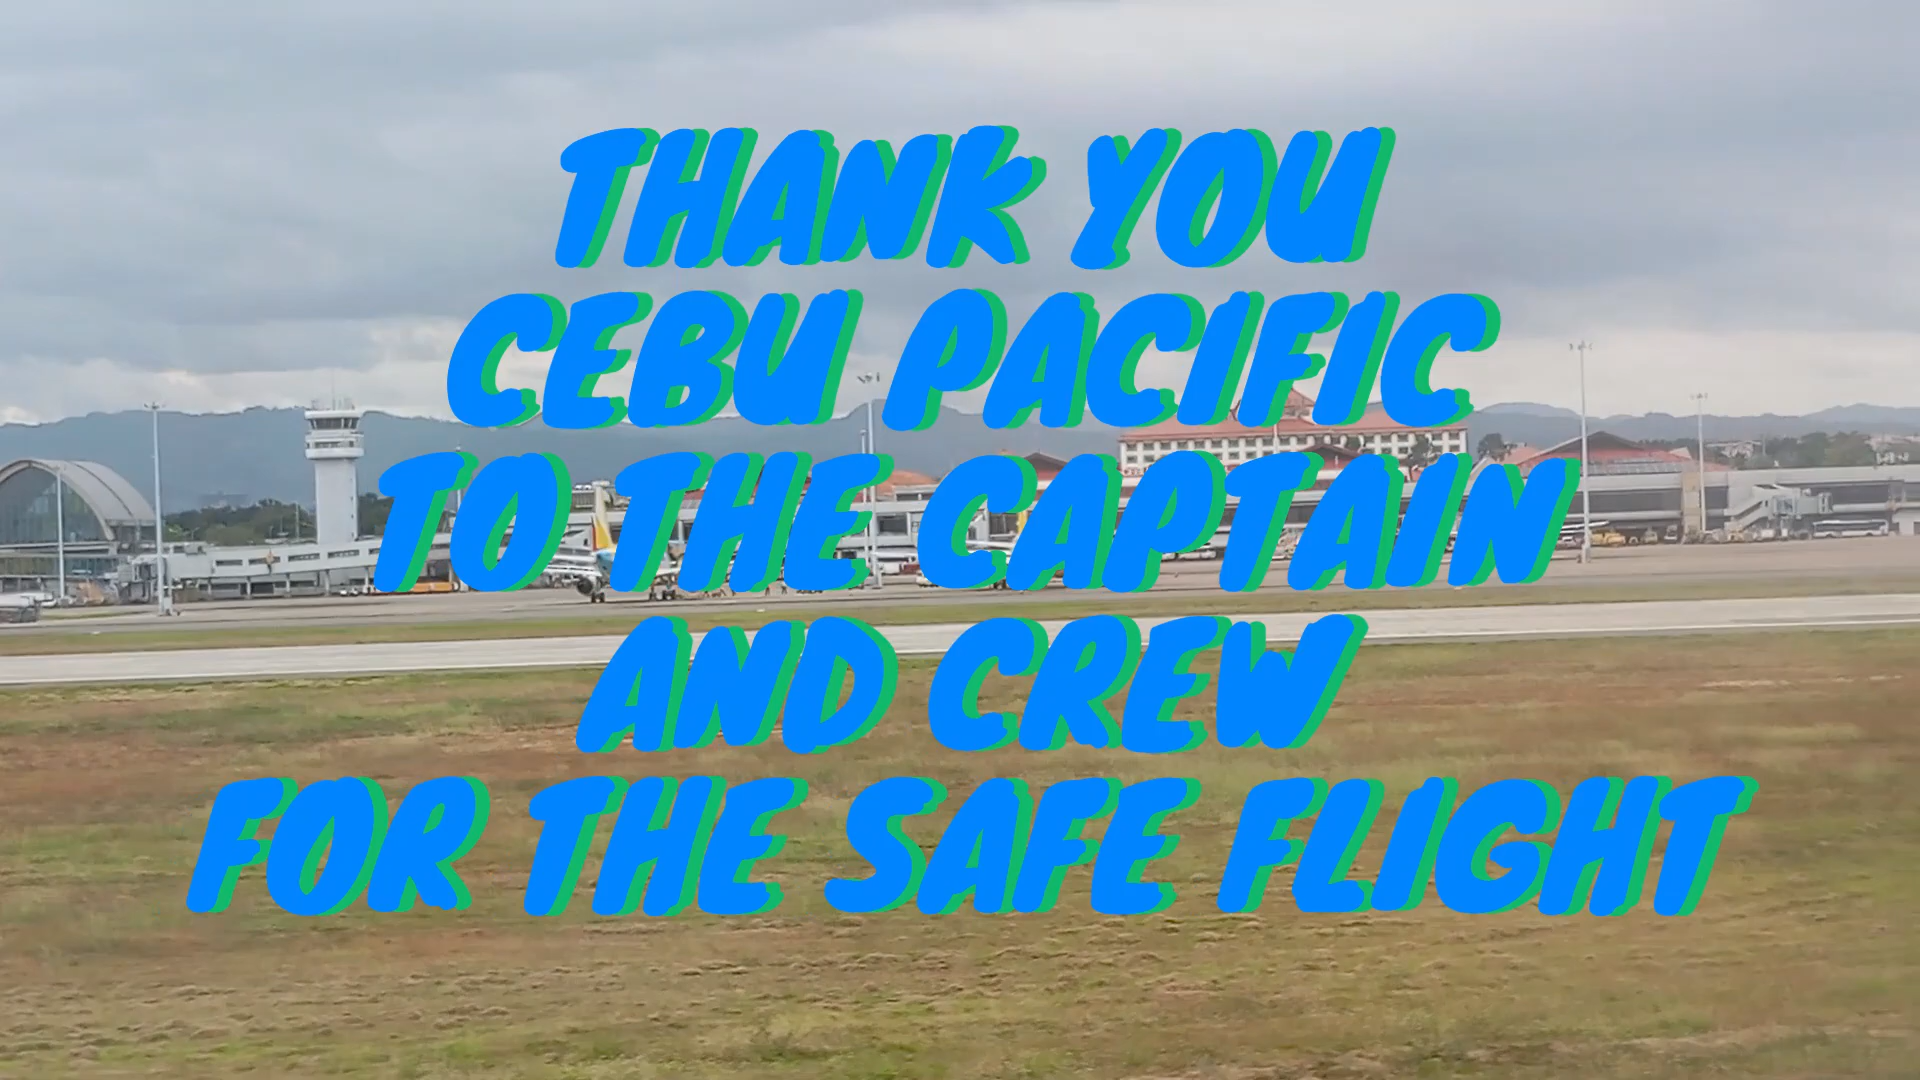 THANK YOU
CEBU PACIFIC
TO THE CAPTAIN
AND CREW
FOR THE SAFE FLIGHT